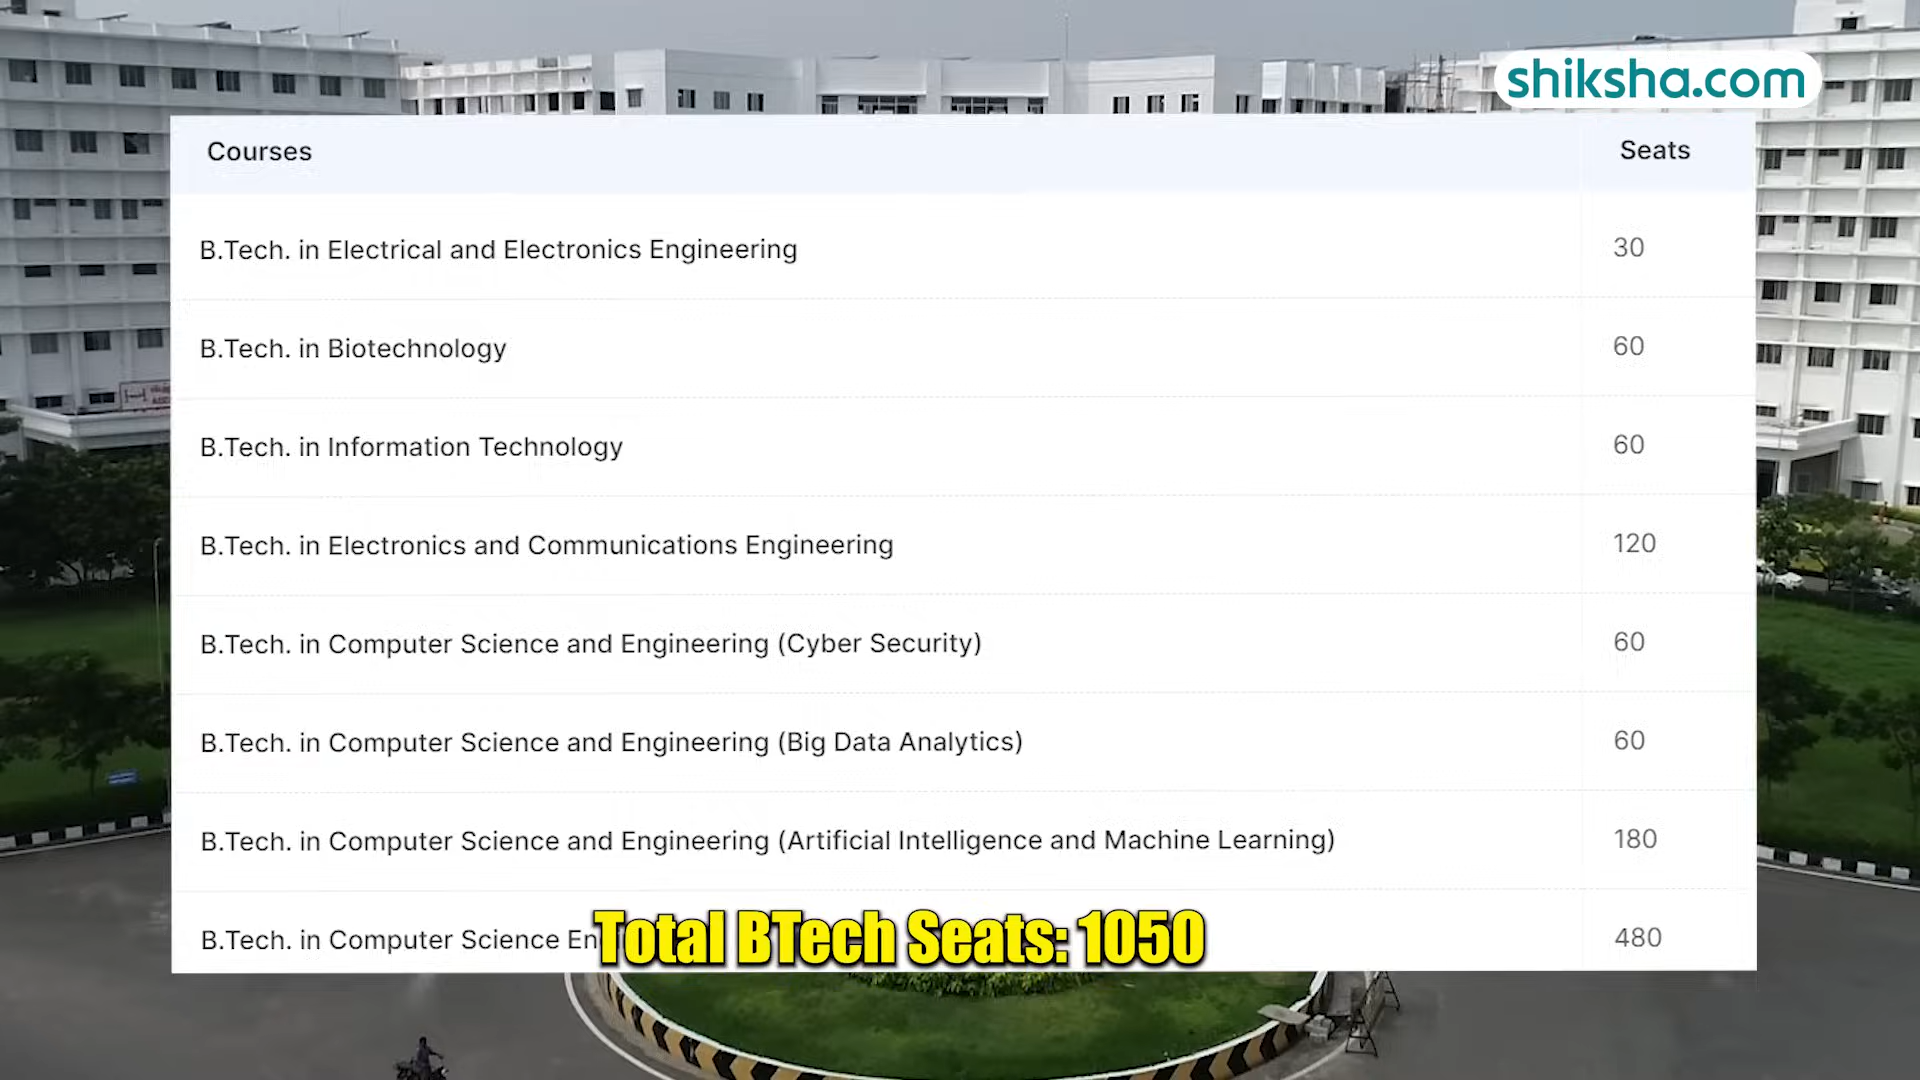 shiksha.com
Courses Seats
B.Tech. in Electrical and Electronics Engineering 30
B.Tech. in Biotechnology 60
B.Tech. in Information Technology 60
B.Tech. in Electronics and Communications Engineering 120
B.Tech. in Computer Science and Engineering (Cyber Security) 60
B.Tech. in Computer Science and Engineering (Big Data Analytics) 60
B.Tech. in Computer Science and Engineering (Artificial Intelligence and Machine Learning) 180
B.Tech. in Computer Science En 480
Total BTech Seats: 1050